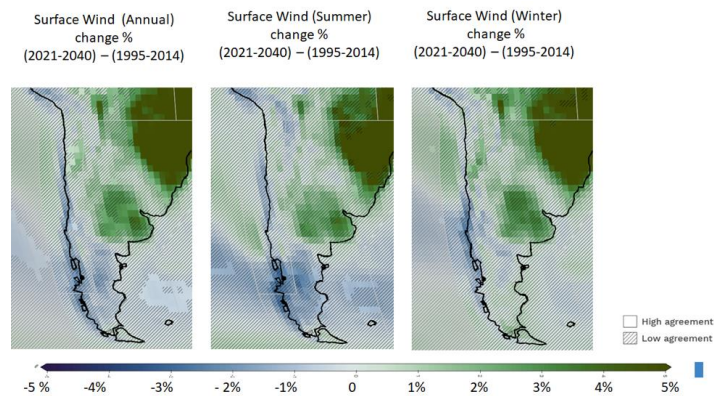 Surface Wind (Annual)
change %
(2021-2040) – (1995-2014)
Surface Wind (Summer)
change %
(2021-2040) – (1995-2014)
Surface Wind (Winter)
change %
(2021-2040) – (1995-2014)
High agreement
Low agreement
-5 %
-4%
-3%
- 2%
-1%
0
1%
2%
3%
4%
5%